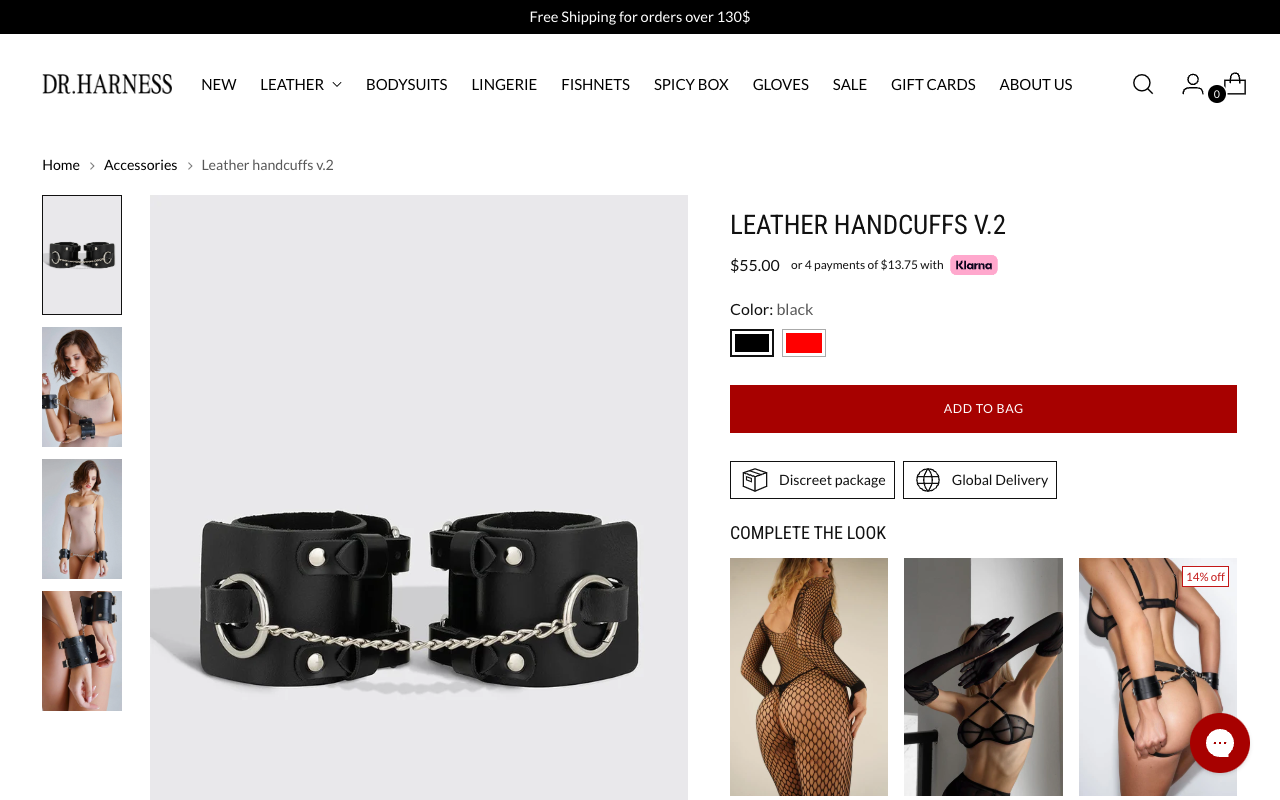 Free Shipping for orders over 130$
DR.HARNESS
NEW
LEATHER
BODYSUITS
LINGERIE
FISHNETS
SPICY BOX
GLOVES
SALE
GIFT CARDS
ABOUT US
0
Home
Accessories
Leather handcuffs v.2
LEATHER HANDCUFFS V.2
$55.00 or 4 payments of $13.75 with Klarna
Color: black
ADD TO BAG
Discreet package
Global Delivery
COMPLETE THE LOOK
14% off